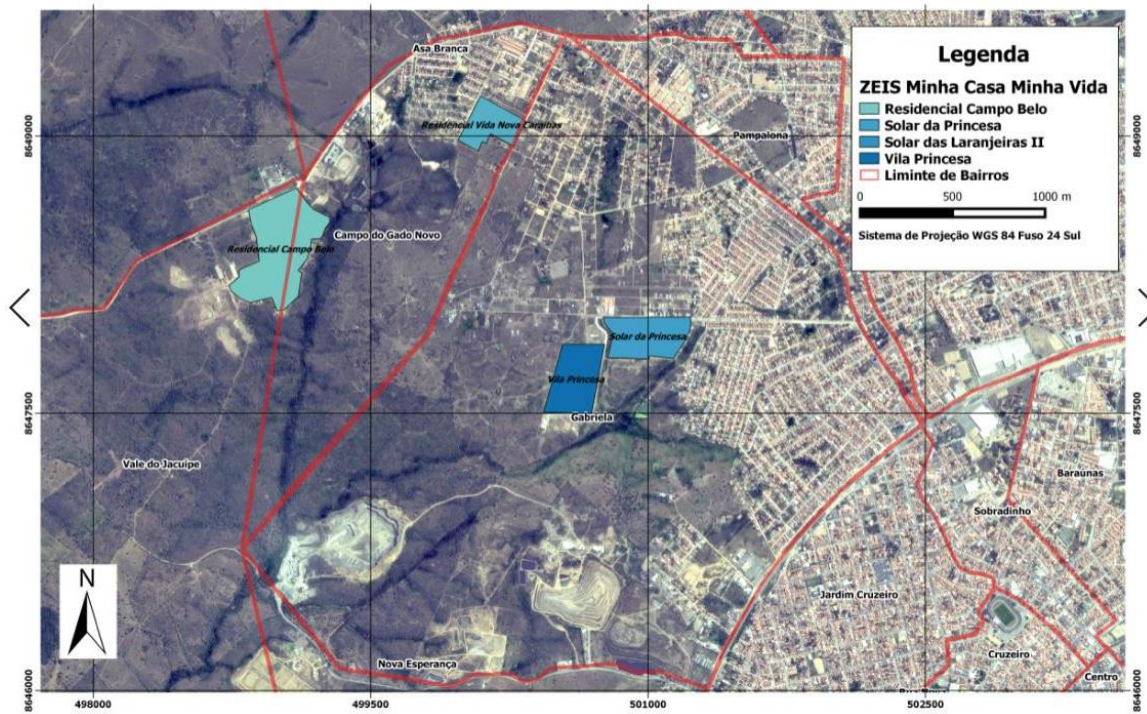 Legenda
ZEIS Minha Casa Minha Vida
Residencial Campo Belo
Solar da Princesa
Solar das Laranjeiras II
Vila Princesa
Liminte de Bairros
0 500 1000 m
Sistema de Projeção WGS 84 Fuso 24 Sul
Asa Branca
Residencial Vida Nova Caraíbas
Pampalona
8649000
8649000
Campo do Gado Novo
Residencial Campo Belo
Solar da Princesa
Vila Princesa
8647500
Gabriela
8647500
Vale do Jacuipe
Baraúnas
Sobradinho
N
Jardim Cruzeiro
Nova Esperança
Cruzeiro
Centro
8646000
8646000
498000
499500
501000
502500